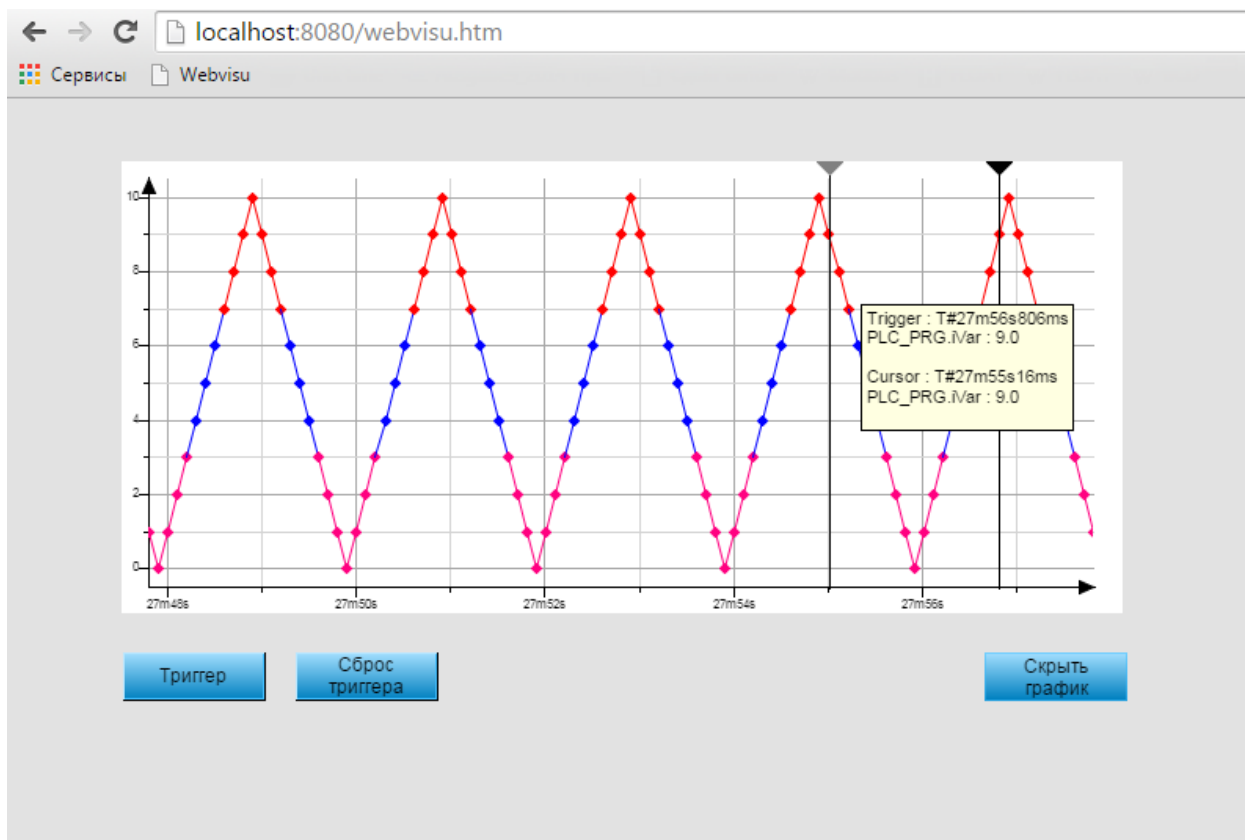 localhost:8080/webvisu.htm
Сервисы Webvisu
10
8
6
4
2
0
Trigger : T#27m56s806ms
PLC_PRG.iVar : 9.0
Cursor : T#27m55s16ms
PLC_PRG.iVar : 9.0
27m48s 27m50s 27m52s 27m54s 27m56s
Триггер
Сброс
триггера
Скрыть
график